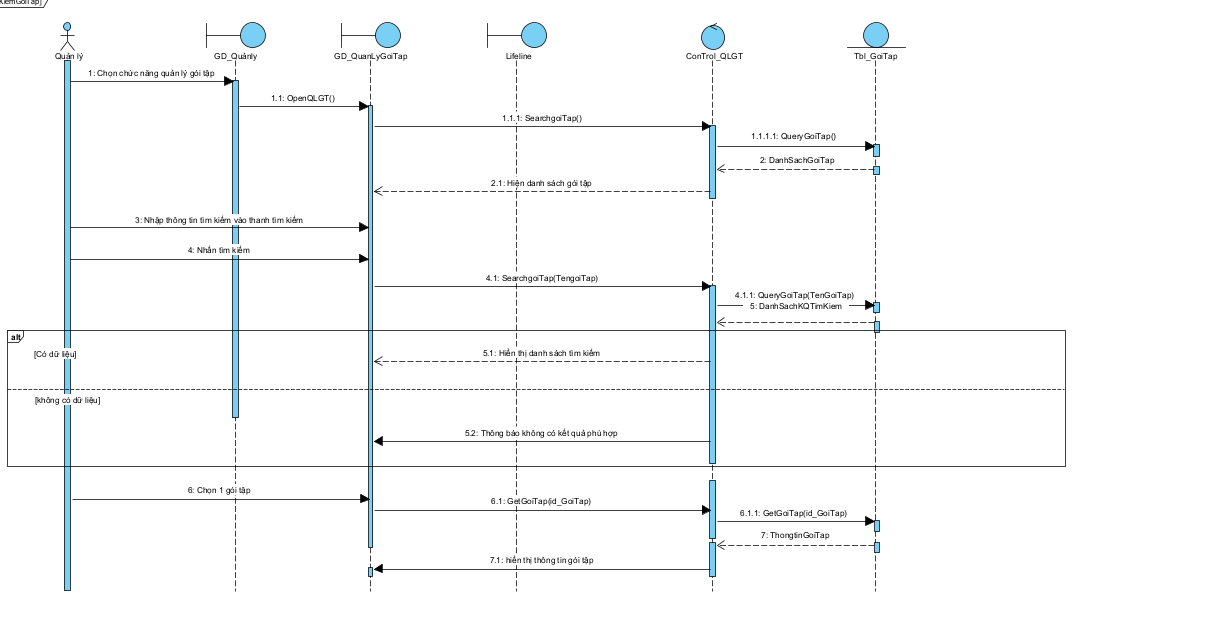 Quản lý
GD_Quảnly
GD_QuanLyGoiTap
Lifeline
ConTrol_QLGT
Tbl_GoiTap
1: Chọn chức năng quản lý gói tập
1.1: OpenQLGT()
1.1.1: SearchgoiTap()
1.1.1.1: QueryGoiTap()
2: DanhSachGoiTap
2.1: Hiện danh sách gói tập
3: Nhập thông tin tìm kiếm vào thanh tìm kiếm
4: Nhấn tìm kiếm
4.1: SearchgoiTap(TengoiTap)
4.1.1: QueryGoiTap(TenGoiTap)
5: DanhSachKQTimKiem
alt
[Có dữ liệu]
5.1: Hiển thị danh sách tìm kiếm
[không có dữ liệu]
5.2: Thông báo không có kết quả phù hợp
6: Chọn 1 gói tập
6.1: GetGoiTap(id_GoiTap)
6.1.1: GetGoiTap(id_GoiTap)
7: ThongtinGoiTap
7.1: hiển thị thông tin gói tập